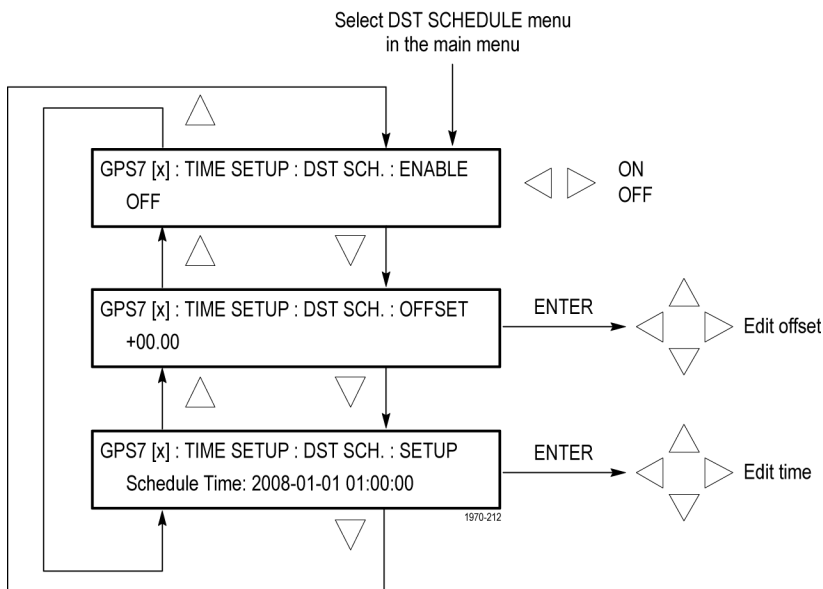 Select DST SCHEDULE menu
in the main menu
GPS7 [x] : TIME SETUP : DST SCH. : ENABLE
OFF
ON
OFF
GPS7 [x] : TIME SETUP : DST SCH. : OFFSET
+00.00
ENTER
Edit offset
GPS7 [x] : TIME SETUP : DST SCH. : SETUP
Schedule Time: 2008-01-01 01:00:00
ENTER
Edit time
1970-212